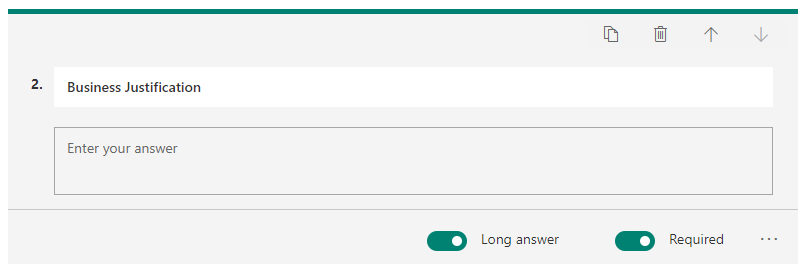 2. Business Justification
Enter your answer
Long answer Required ...